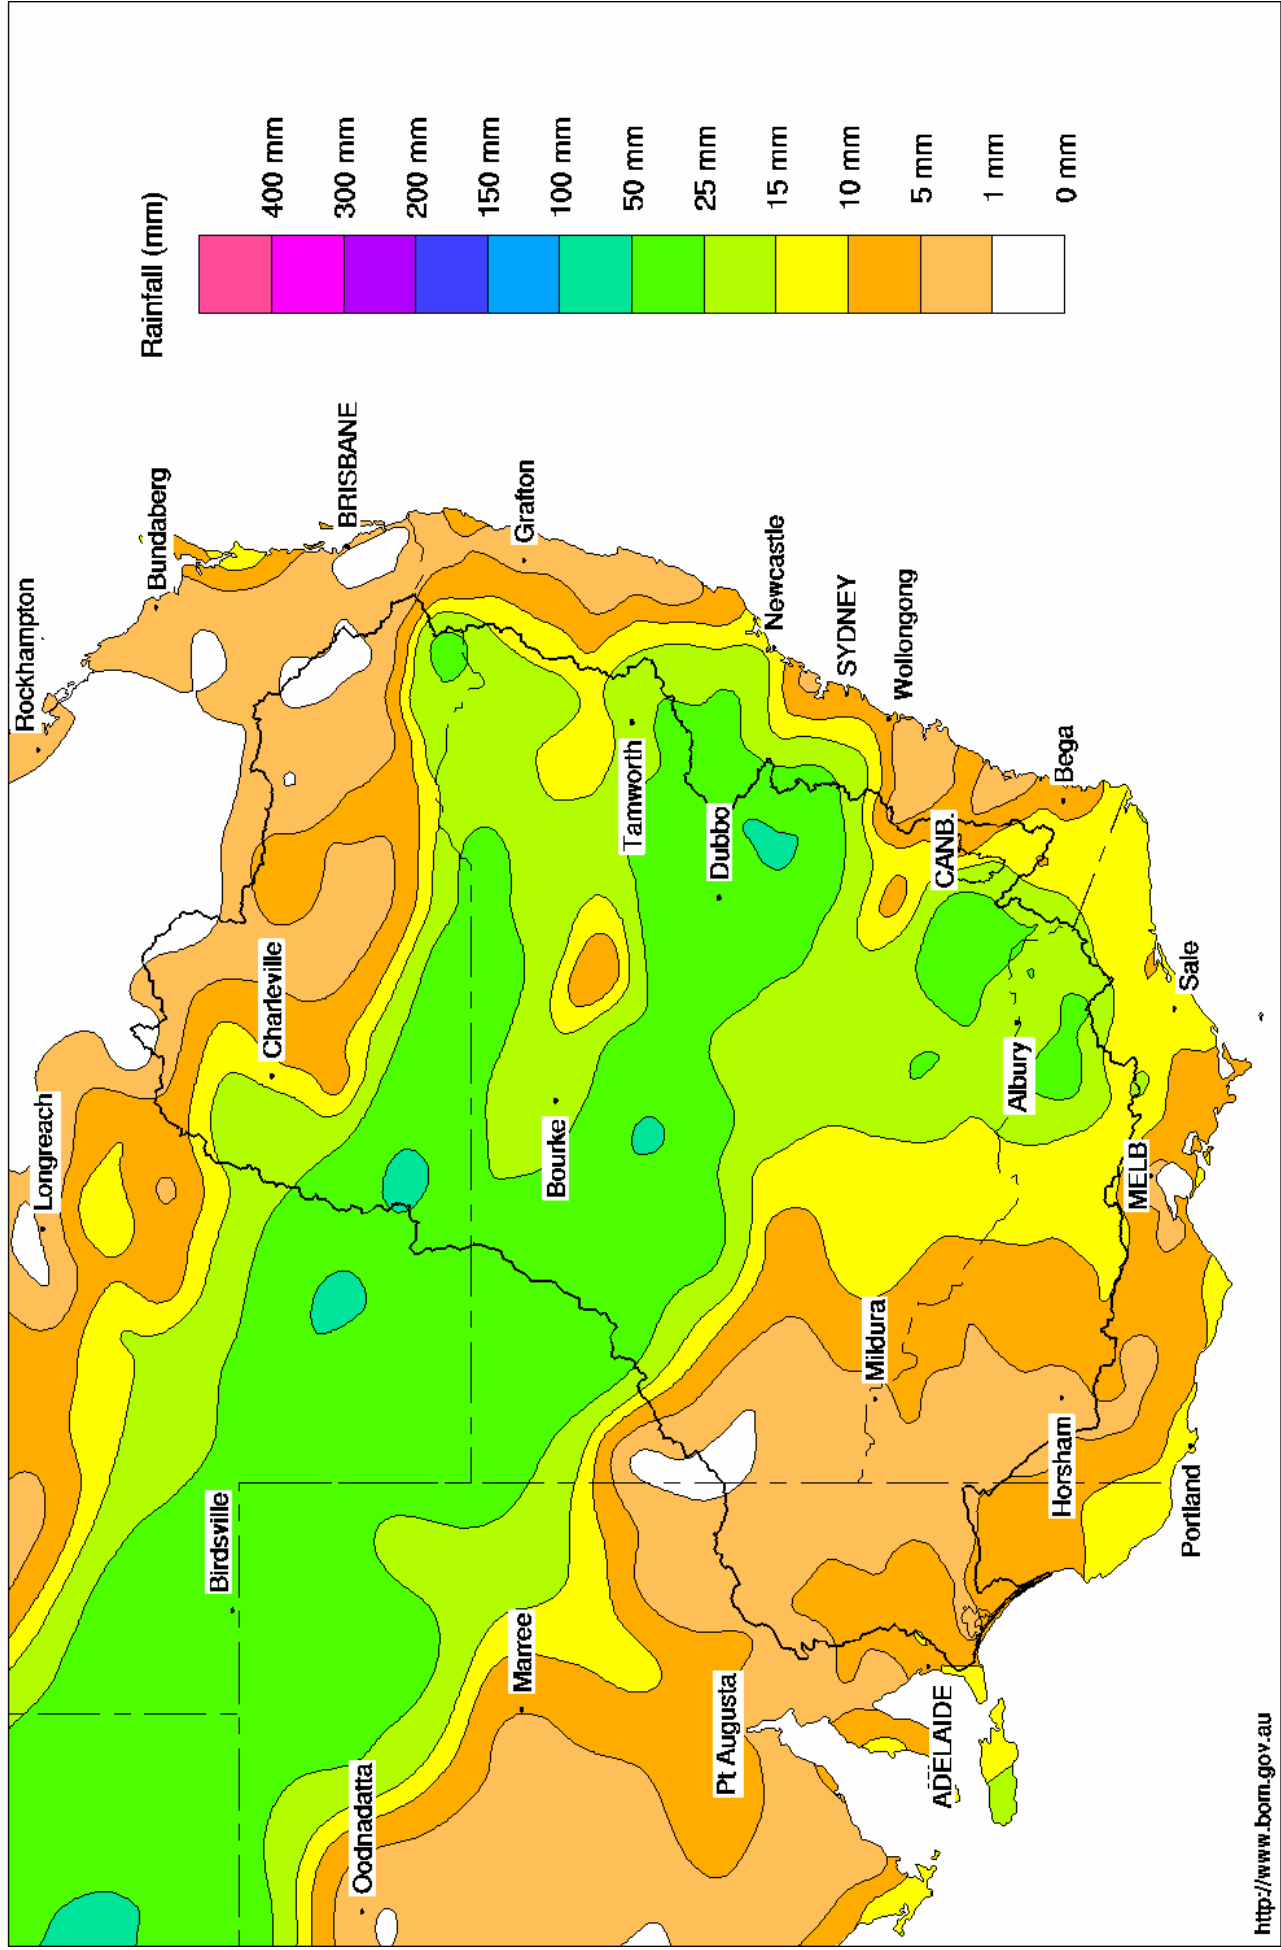 Rainfall (mm)
400 mm
300 mm
200 mm
150 mm
100 mm
50 mm
25 mm
15 mm
10 mm
5 mm
1 mm
0 mm
Rockhampton
Bundaberg
BRISBANE
Grafton
Newcastle
SYDNEY
Wollongong
Bega
Longreach
Charleville
Tamworth
Dubbo
CANB.
Bourke
Albury
Sale
MELB
Birdsville
Mildura
Horsham
Portland
Oodnadatta
Marree
Pt Augusta
ADELAIDE
http://www.bom.gov.au